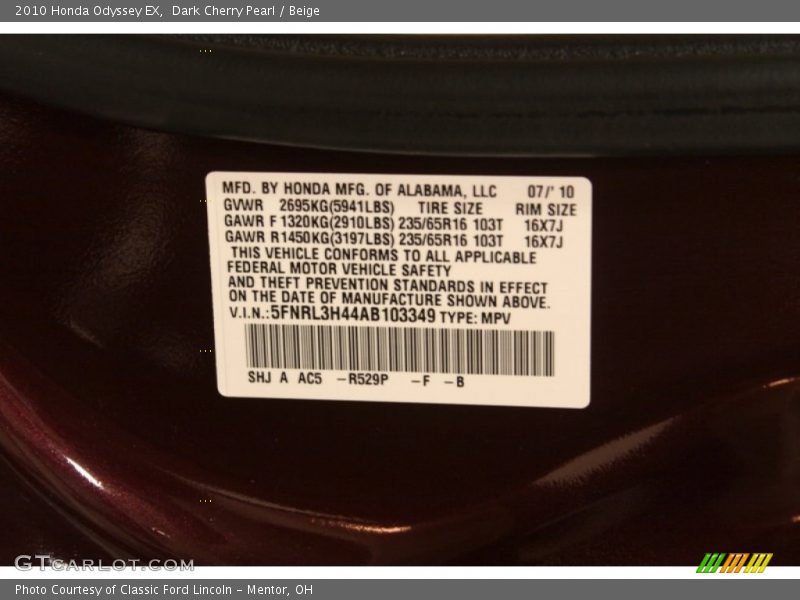 2010 Honda Odyssey EX,  Dark Cherry Pearl / Beige
MFD. BY HONDA MFG. OF ALABAMA, LLC 07/' 10
GVWR 2695KG(5941LBS) TIRE SIZE RIM SIZE
GAWR F 1320KG(2910LBS) 235/65R16 103T 16X7J
GAWR R1450KG(3197LBS) 235/65R16 103T 16X7J
THIS VEHICLE CONFORMS TO ALL APPLICABLE
FEDERAL MOTOR VEHICLE SAFETY
AND THEFT PREVENTION STANDARDS IN EFFECT
ON THE DATE OF MANUFACTURE SHOWN ABOVE.
V.I.N.:5FNRL3H44AB103349 TYPE: MPV
SHJ A AC5 -R529P -F -B
GTCARLOT.COM
Photo Courtesy of Classic Ford Lincoln - Mentor, OH